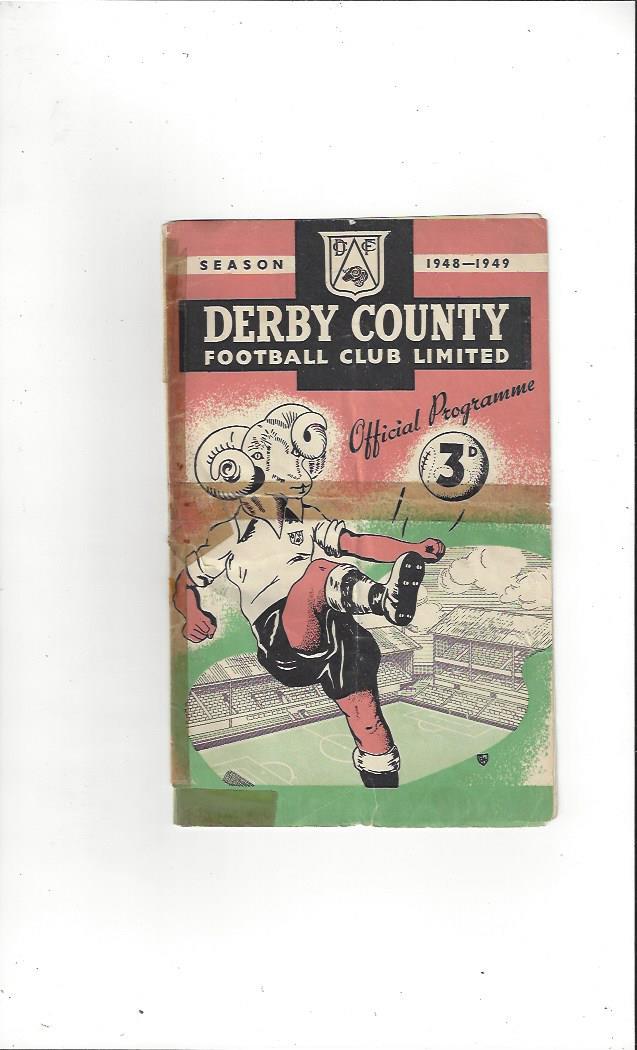 D C F C
SEASON 1948—1949
DERBY COUNTY
FOOTBALL CLUB LIMITED
Official Programme
3D